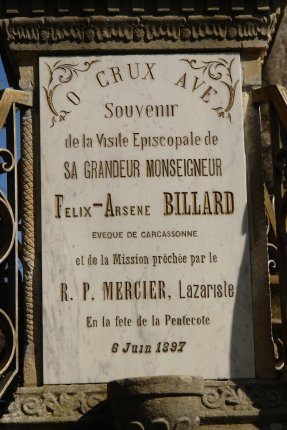 O CRUX AVE
Souvenir
de la Visite Episcopale de
SA GRANDEUR MONSEIGNEUR
FELIX-ARSENE BILLARD
EVEQUE DE CARCASSONNE
et de la Mission prêchée par le
R. P. MERCIER, Lazariste
En la fete de la Pentecote
6 Juin 1897